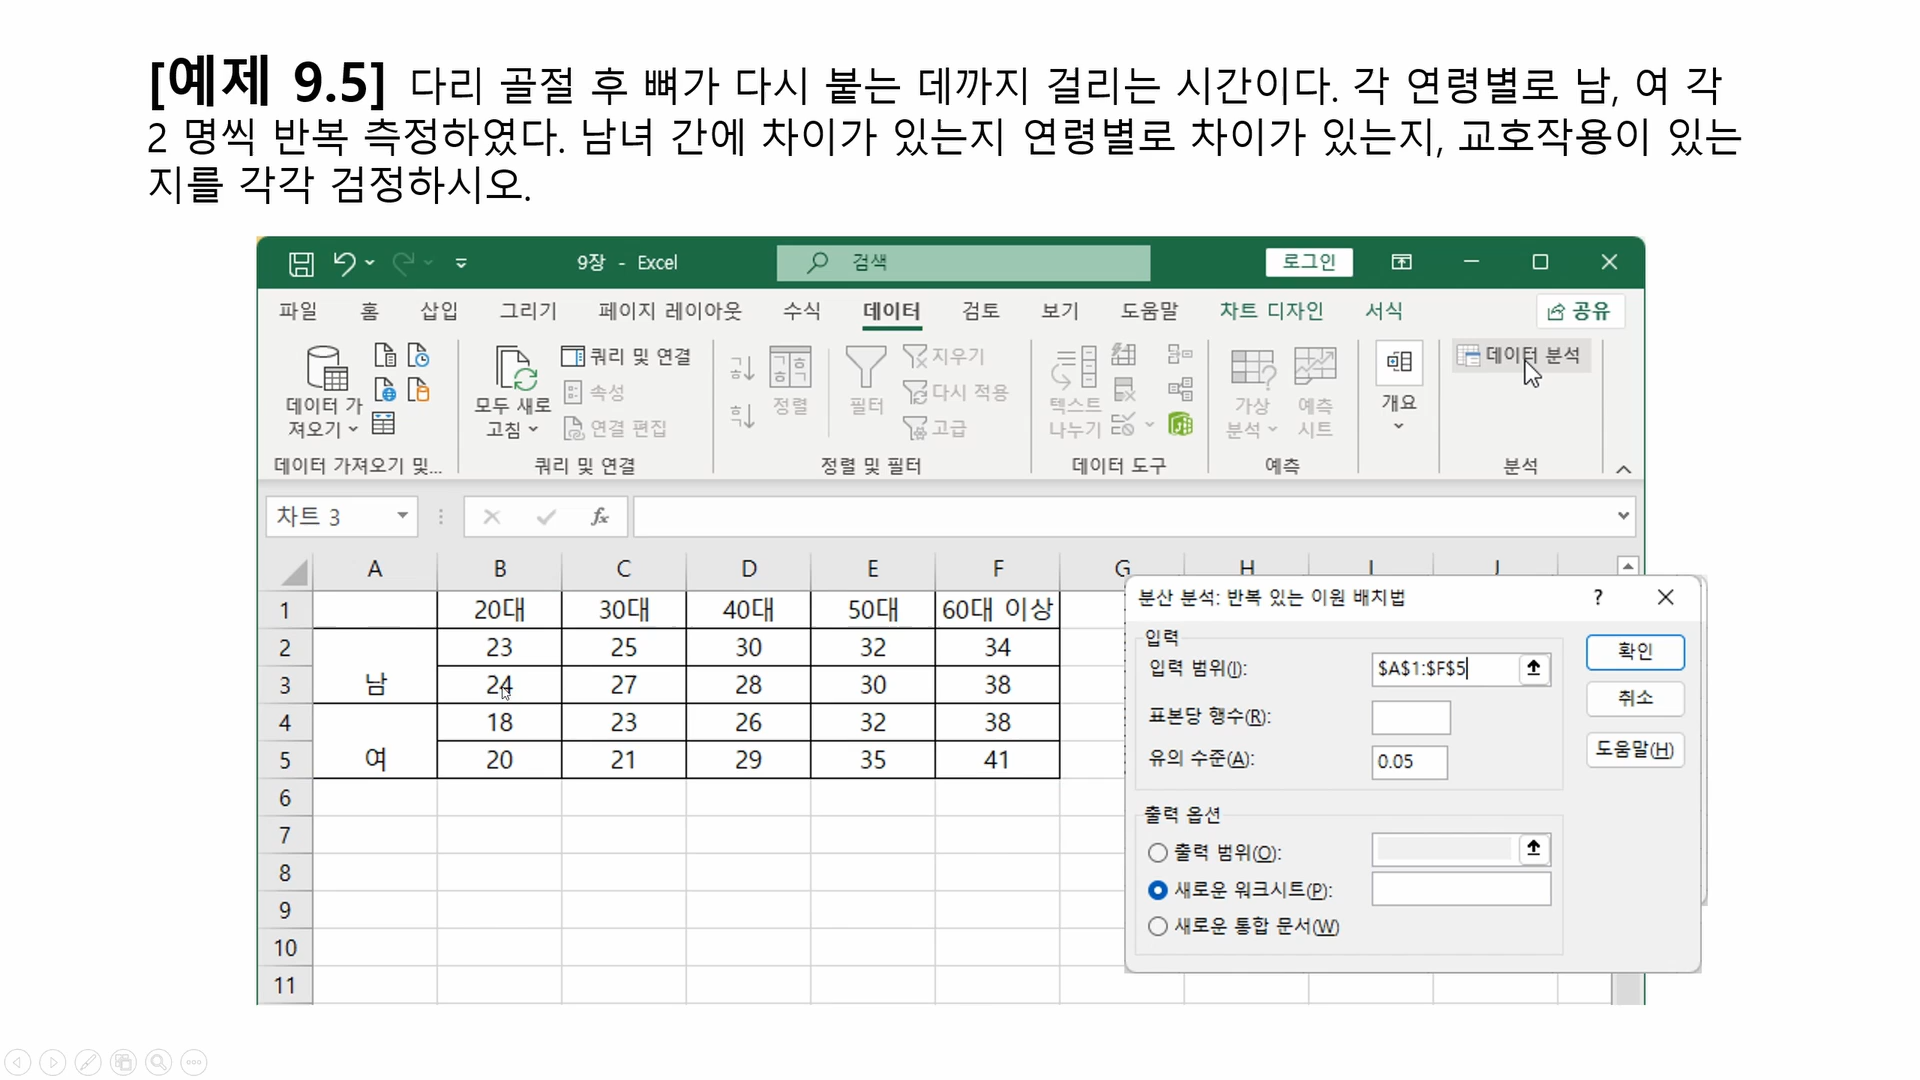 [예제 9.5] 다리 골절 후 뼈가 다시 붙는 데까지 걸리는 시간이다. 각 연령별로 남, 여 각
2 명씩 반복 측정하였다. 남녀 간에 차이가 있는지 연령별로 차이가 있는지, 교호작용이 있는
지를 각각 검정하시오.
9장 - Excel 검색 로그인
파일 홈 삽입 그리기 페이지 레이아웃 수식 데이터 검토 보기 도움말 차트 디자인 서식 공유
데이터 가
져오기
모두 새로
고침
쿼리 및 연결
속성
연결 편집
정렬
필터
지우기
다시 적용
고급
텍스트
나누기
가상
분석
예측
시트
개요
데이터 분석
데이터 가져오기 및... 쿼리 및 연결 정렬 및 필터 데이터 도구 예측 분석
차트 3 fx
A B C D E F G H I J
1 20대 30대 40대 50대 60대 이상
2 23 25 30 32 34
3 남 24 27 28 30 38
4 18 23 26 32 38
5 여 20 21 29 35 41
6
7
8
9
10
11
분산 분석: 반복 있는 이원 배치법 ?
입력
입력 범위(I): $A$1:$F$5
표본당 행수(R):
유의 수준(A): 0.05
확인
취소
도움말(H)
출력 옵션
출력 범위(O):
새로운 워크시트(P):
새로운 통합 문서(W)